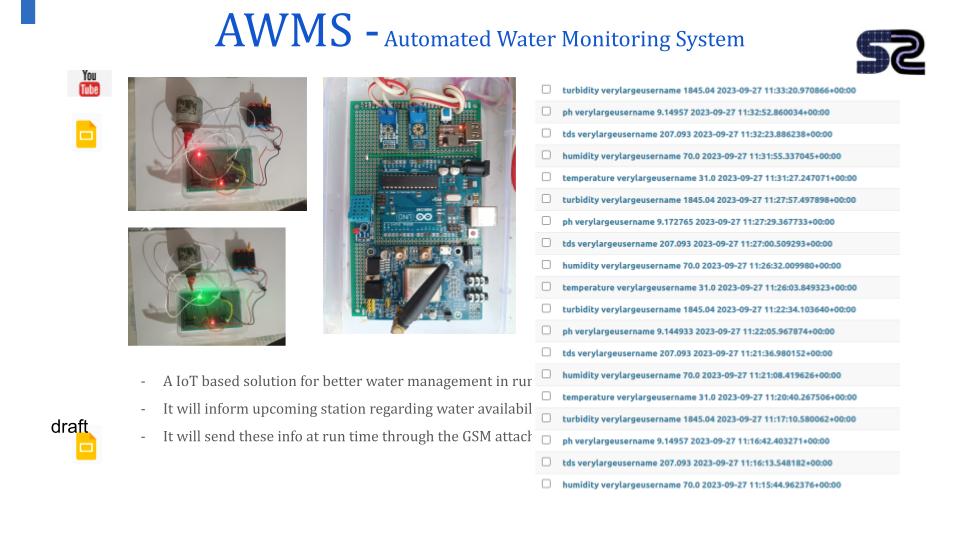 AWMS - Automated Water Monitoring System
You
Tube
S2
UNO
- A IoT based solution for better water management in
- It will inform upcoming station regarding water
- It will send these info at run time through the GSM
draft
turbidity verylargeusername 1845.04 2023-09-27 11:33:20.970866+00:00
ph verylargeusername 9.14957 2023-09-27 11:32:52.860034+00:00
tds verylargeusername 207.093 2023-09-27 11:32:23.886238+00:00
humidity verylargeusername 70.0 2023-09-27 11:31:55.337045+00:00
temperature verylargeusername 31.0 2023-09-27 11:31:27.247071+00:00
turbidity verylargeusername 1845.04 2023-09-27 11:27:57.497898+00:00
ph verylargeusername 9.172765 2023-09-27 11:27:29.367733+00:00
tds verylargeusername 207.093 2023-09-27 11:27:00.509293+00:00
humidity verylargeusername 70.0 2023-09-27 11:26:32.009980+00:00
temperature verylargeusername 31.0 2023-09-27 11:26:03.849323+00:00
turbidity verylargeusername 1845.04 2023-09-27 11:22:34.103640+00:00
ph verylargeusername 9.144933 2023-09-27 11:22:05.967874+00:00
tds verylargeusername 207.093 2023-09-27 11:21:36.980152+00:00
humidity verylargeusername 70.0 2023-09-27 11:21:08.419626+00:00
temperature verylargeusername 31.0 2023-09-27 11:20:40.267506+00:00
turbidity verylargeusername 1845.04 2023-09-27 11:17:10.580062+00:00
ph verylargeusername 9.14957 2023-09-27 11:16:42.403271+00:00
tds verylargeusername 207.093 2023-09-27 11:16:13.548182+00:00
humidity verylargeusername 70.0 2023-09-27 11:15:44.962376+00:00